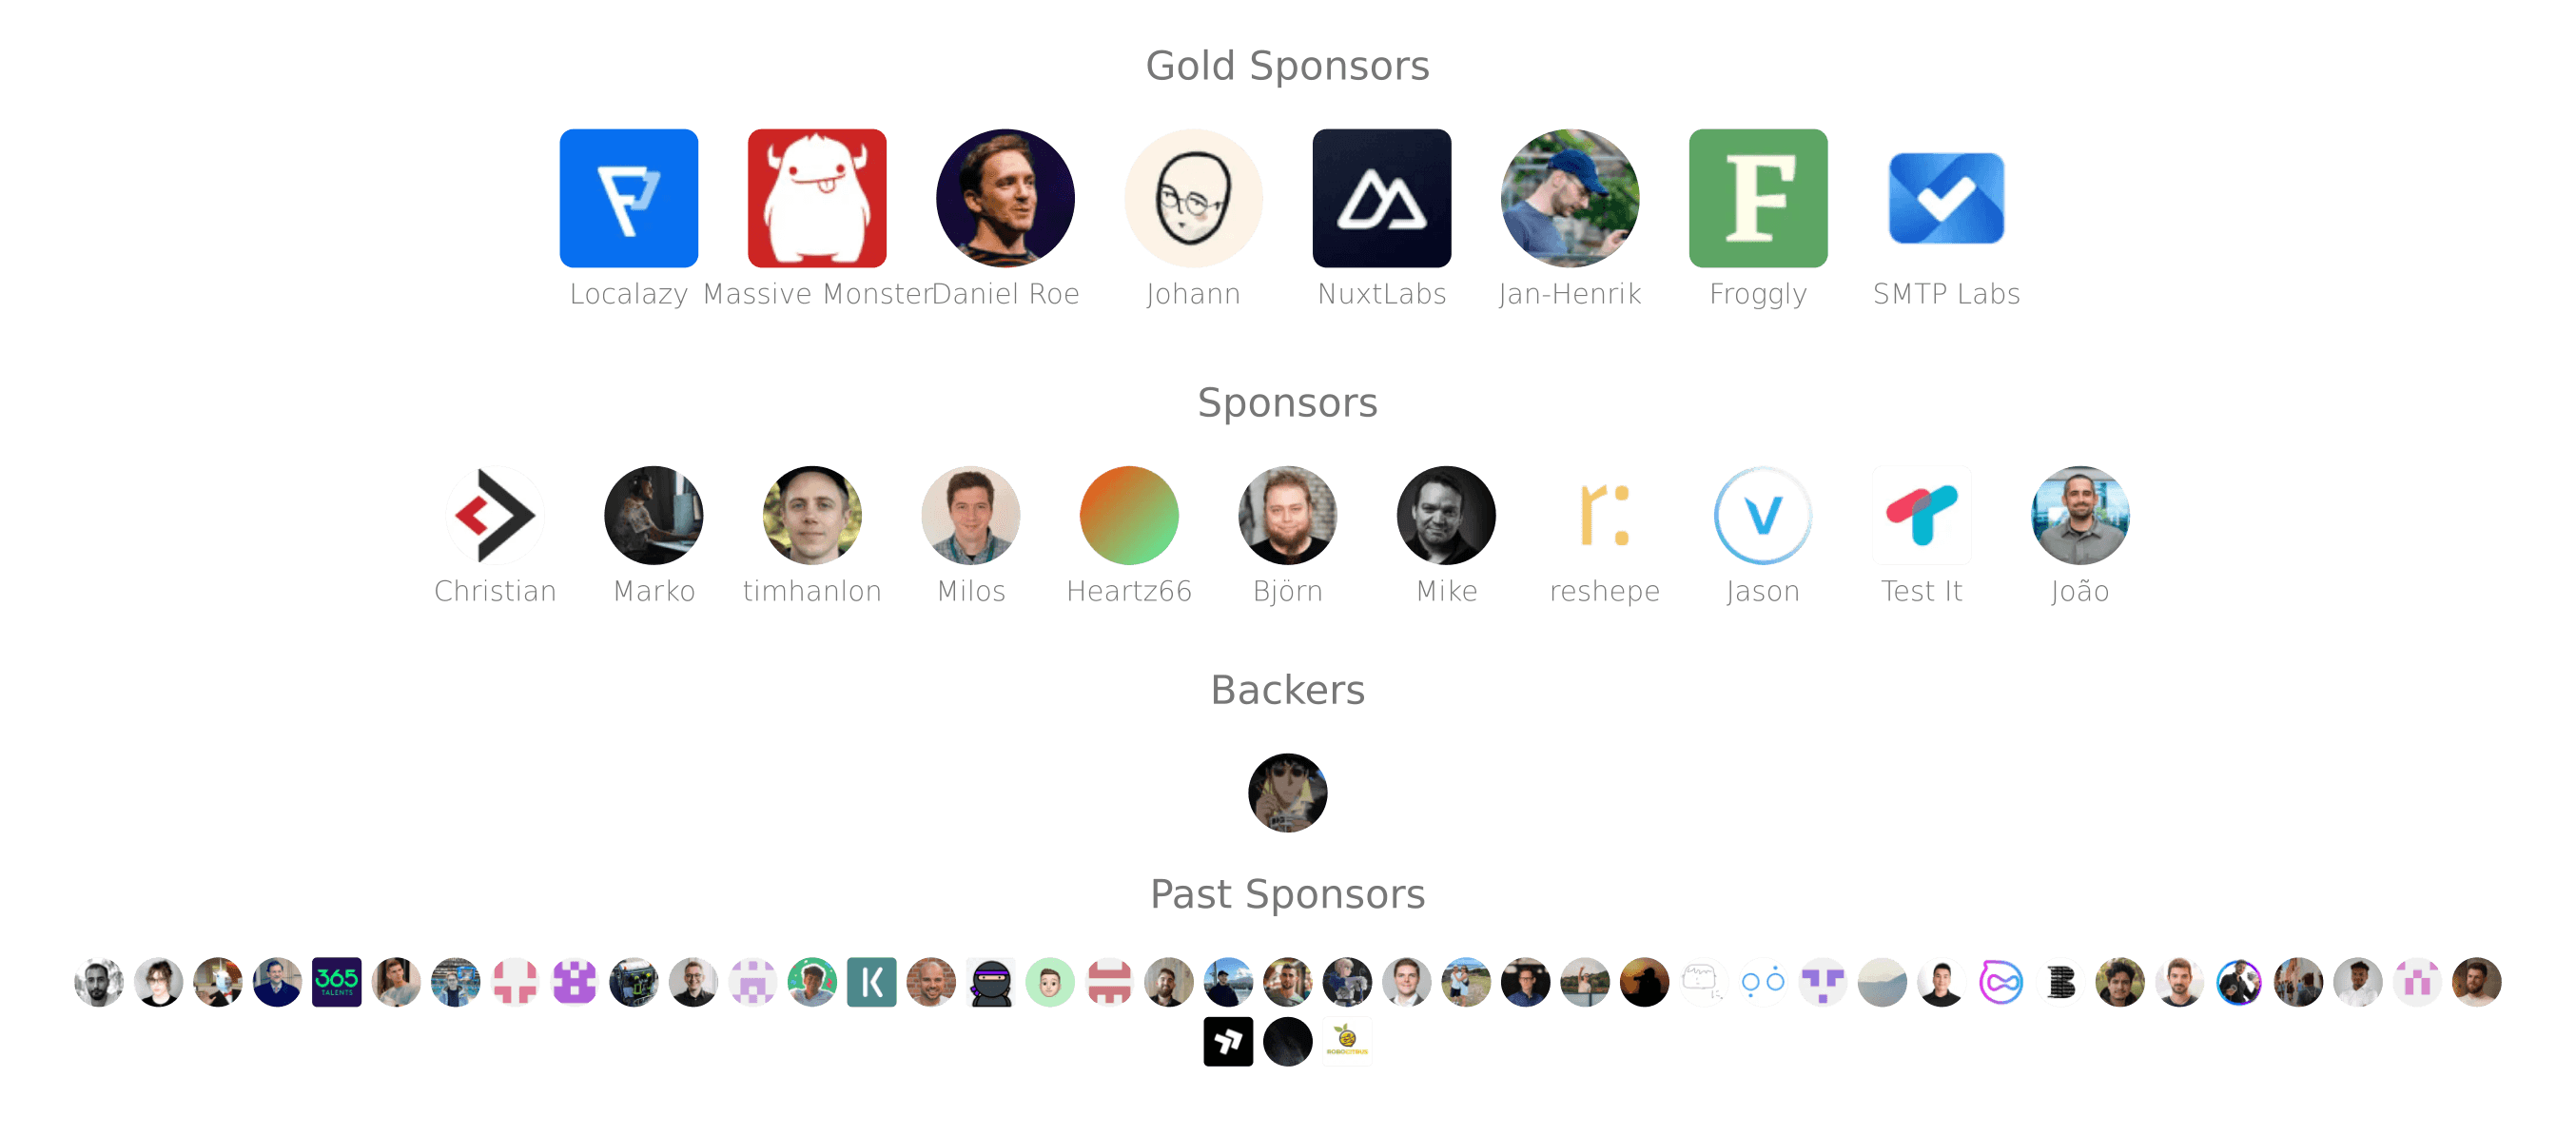 Gold Sponsors
F
Localazy Massive Monster Daniel Roe Johann NuxtLabs Jan-Henrik Froggly SMTP Labs
Sponsors
r: V
Christian Marko timhanlon Milos Heartz66 Björn Mike reshepe Jason Test It João
Backers
Past Sponsors
365
TALENTS
K
B
ROBOCITRUS